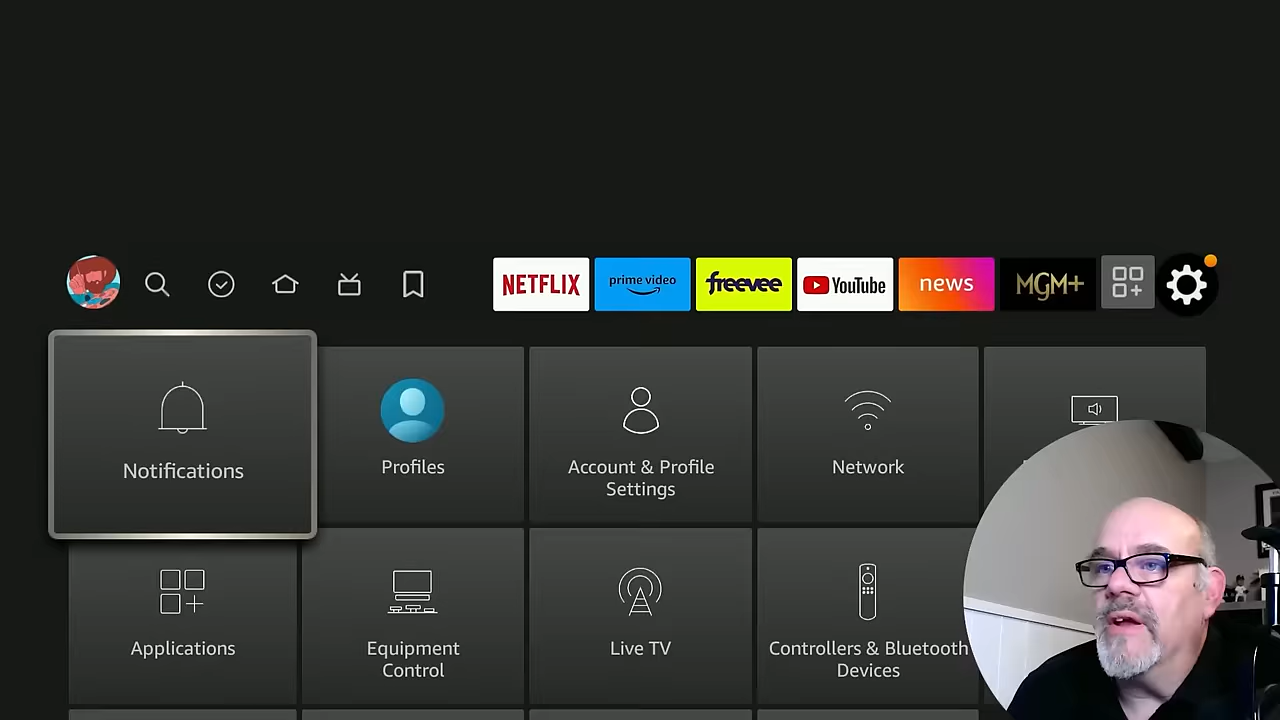 NETFLIX
prime video
freevee
YouTube
news
MGM+
Notifications
Profiles
Account & Profile
Settings
Network
Applications
Equipment
Control
Live TV
Controllers & Bluetooth
Devices